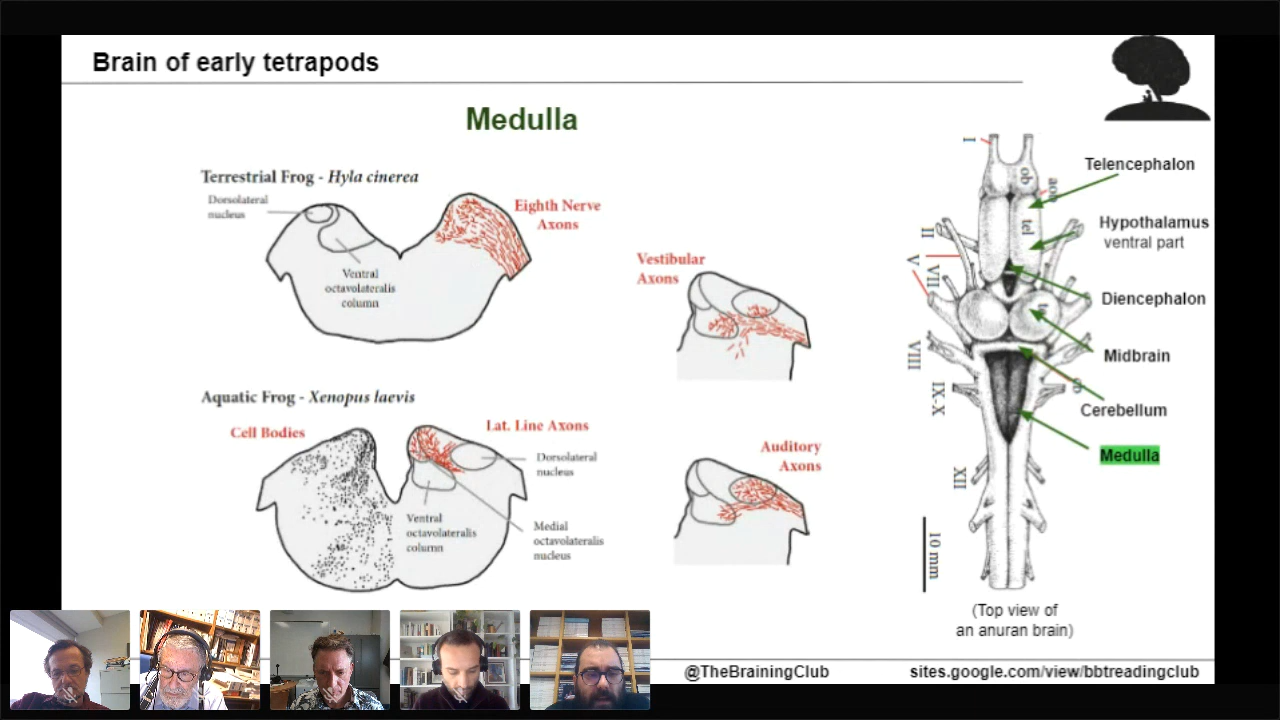 Brain of early tetrapods
Medulla
Terrestrial Frog - Hyla cinerea
Dorsolateral
nucleus
Eighth Nerve
Axons
Ventral
octavolateralis
column
Vestibular
Axons
Aquatic Frog - Xenopus laevis
Cell Bodies
Lat. Line Axons
Dorsolateral
nucleus
Ventral
octavolateralis
column
Medial
octavolateralis
nucleus
Auditory
Axons
I
ob
tel
II
V
VII
VIII
IX-X
XII
10 mm
Telencephalon
Hypothalamus
ventral part
Diencephalon
Midbrain
Cerebellum
Medulla
(Top view of
an anuran brain)
@TheBrainingClub
sites.google.com/view/bbtreadingclub